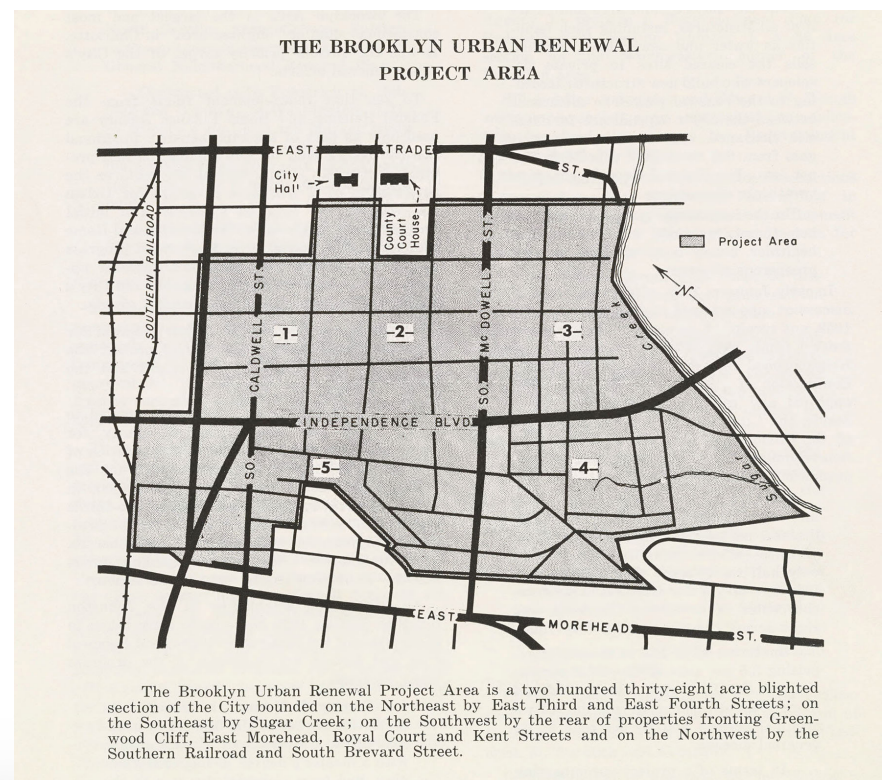 THE BROOKLYN URBAN RENEWAL
PROJECT AREA
EAST TRADE ST.
City
Hall
County
Court
House
SOUTHERN RAILROAD
SO. CALDWELL ST.
SO. McDOWELL ST.
Project Area
N
Sugar Creek
-1-
-2-
-3-
INDEPENDENCE BLVD.
-5-
-4-
EAST MOREHEAD ST.
The Brooklyn Urban Renewal Project Area is a two hundred thirty-eight acre blighted
section of the City bounded on the Northeast by East Third and East Fourth Streets; on
the Southeast by Sugar Creek; on the Southwest by the rear of properties fronting Green-
wood Cliff, East Morehead, Royal Court and Kent Streets and on the Northwest by the
Southern Railroad and South Brevard Street.